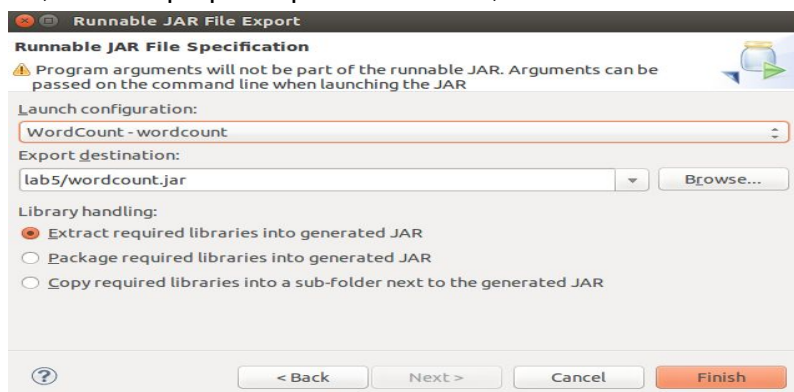 Runnable JAR File Export
Runnable JAR File Specification
Program arguments will not be part of the runnable JAR. Arguments can be
passed on the command line when launching the JAR
Launch configuration:
WordCount - wordcount
Export destination:
lab5/wordcount.jar
Browse...
Library handling:
Extract required libraries into generated JAR
Package required libraries into generated JAR
Copy required libraries into a sub-folder next to the generated JAR
? < Back Next > Cancel Finish